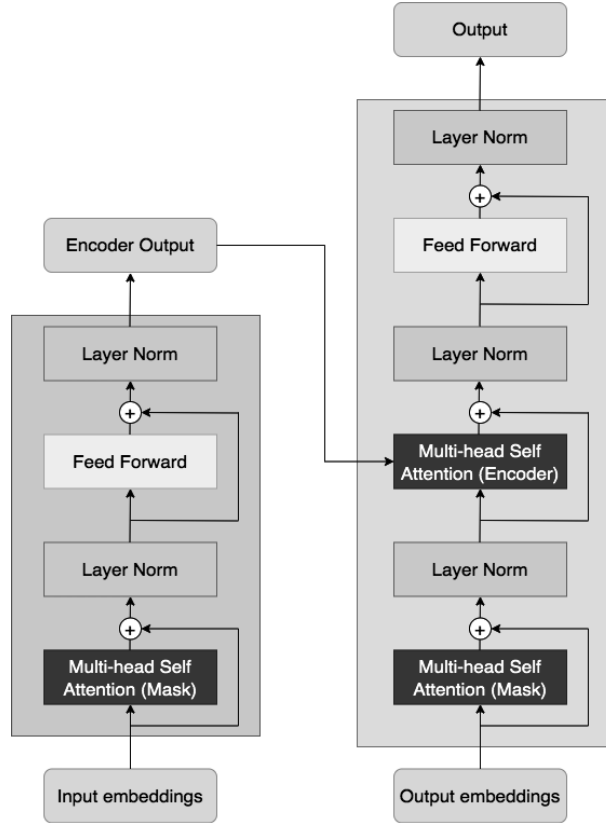 Output
Layer Norm
+
Feed Forward
Layer Norm
+
Multi-head Self
Attention (Encoder)
Layer Norm
+
Multi-head Self
Attention (Mask)
Output embeddings
Encoder Output
Layer Norm
+
Feed Forward
Layer Norm
+
Multi-head Self
Attention (Mask)
Input embeddings